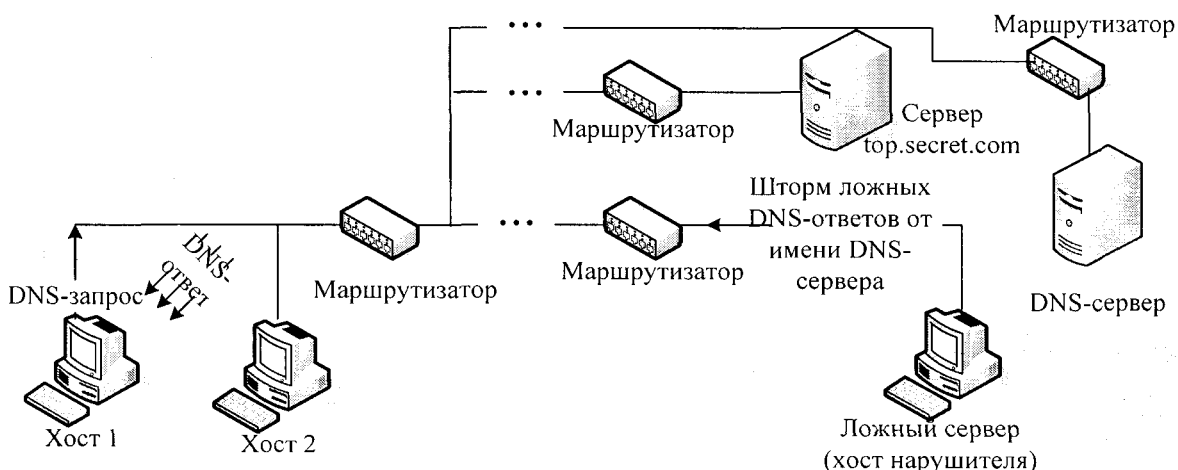 ...
Маршрутизатор
...
Маршрутизатор
Сервер
top.secret.com
Шторм ложных
DNS-ответов от
имени DNS-
сервера
...
Маршрутизатор
DNS-
ответ
DNS-запрос
Маршрутизатор
DNS-сервер
Хост 1
Хост 2
Ложный сервер
(хост нарушителя)